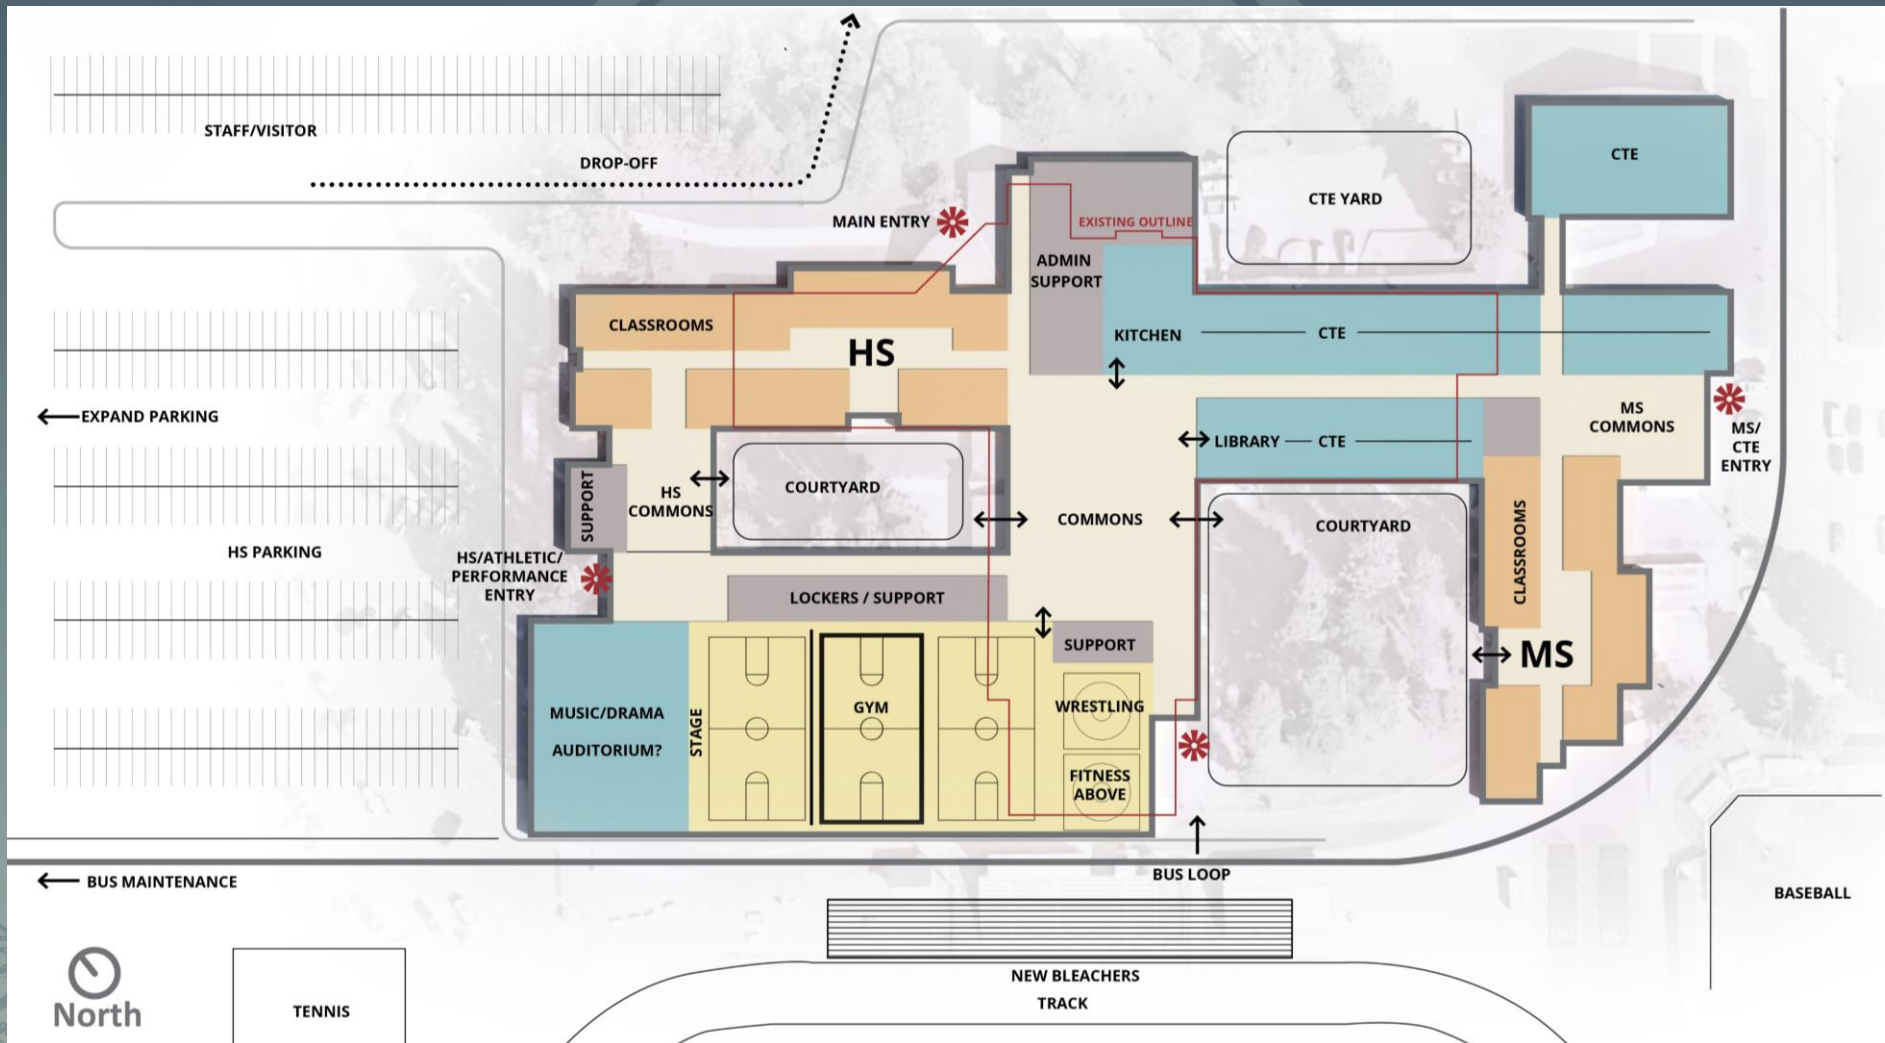 STAFF/VISITOR
DROP-OFF
MAIN ENTRY
EXISTING OUTLINE
ADMIN
SUPPORT
CTE YARD
CTE
CLASSROOMS
HS
KITCHEN
CTE
EXPAND PARKING
MS
COMMONS
MS/
CTE
ENTRY
LIBRARY
CTE
SUPPORT
HS
COMMONS
COURTYARD
COMMONS
COURTYARD
CLASSROOMS
HS PARKING
HS/ATHLETIC/
PERFORMANCE
ENTRY
LOCKERS / SUPPORT
SUPPORT
MS
MUSIC/DRAMA
AUDITORIUM?
STAGE
GYM
WRESTLING
FITNESS
ABOVE
BUS LOOP
BUS MAINTENANCE
BASEBALL
NEW BLEACHERS
TRACK
North
TENNIS